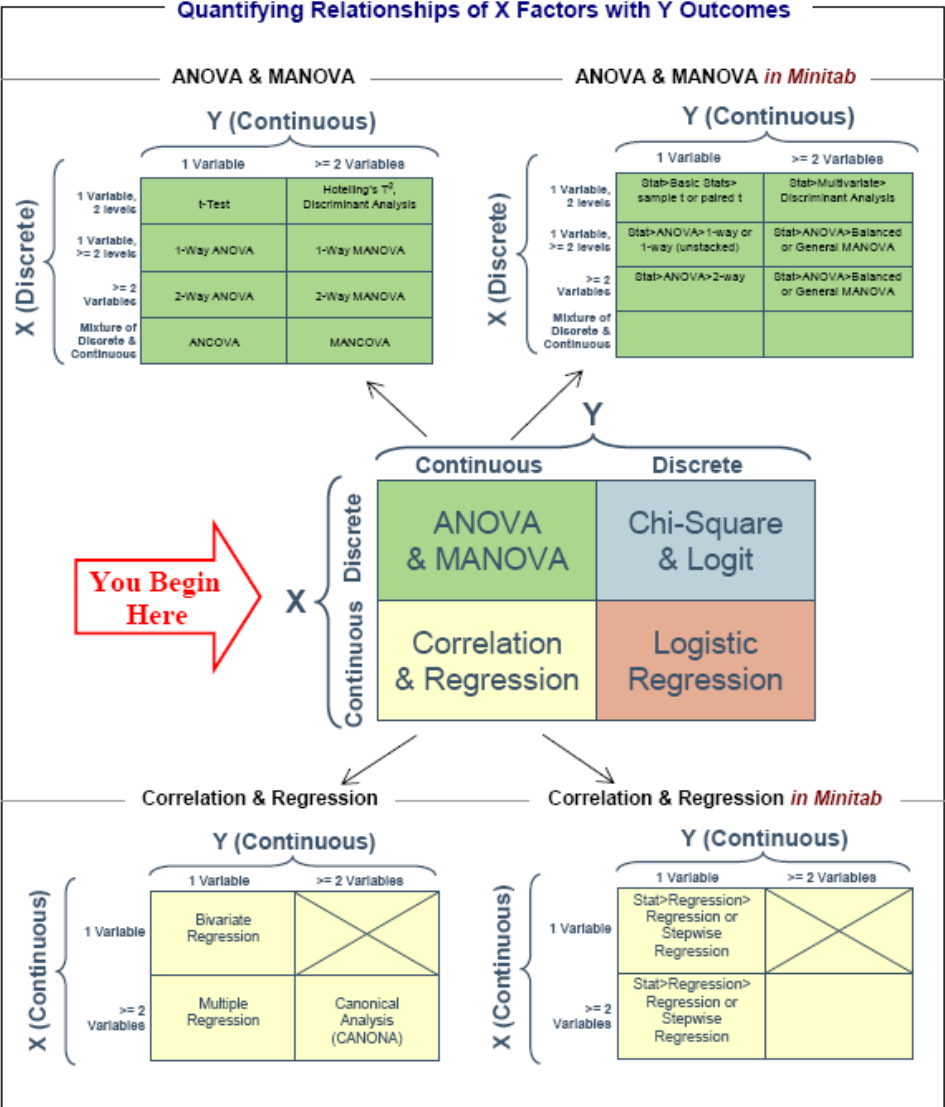 Quantifying Relationships of X Factors with Y Outcomes
ANOVA & MANOVA
Y (Continuous)
1 Variable
>= 2 Variables
X (Discrete)
1 Variable,
2 levels
t-Test
Hotelling's T²,
Discriminant Analysis
1 Variable,
>= 2 levels
1-Way ANOVA
1-Way MANOVA
>= 2
Variables
2-Way ANOVA
2-Way MANOVA
Mixture of
Discrete &
Continuous
ANCOVA
MANCOVA
ANOVA & MANOVA in Minitab
Y (Continuous)
1 Variable
>= 2 Variables
X (Discrete)
1 Variable,
2 levels
Stat>Basic Stats>
sample t or paired t
Stat>Multivariate>
Discriminant Analysis
1 Variable,
>= 2 levels
Stat>ANOVA>1-way or
1-way (unstacked)
Stat>ANOVA>Balanced
or General MANOVA
>= 2
Variables
Stat>ANOVA>2-way
Stat>ANOVA>Balanced
or General MANOVA
Mixture of
Discrete &
Continuous
You Begin
Here
Y
Continuous
Discrete
X
Discrete
Continuous
ANOVA
& MANOVA
Chi-Square
& Logit
Correlation
& Regression
Logistic
Regression
Correlation & Regression
Y (Continuous)
1 Variable
>= 2 Variables
X (Continuous)
1 Variable
Bivariate
Regression
>= 2
Variables
Multiple
Regression
Canonical
Analysis
(CANONA)
Correlation & Regression in Minitab
Y (Continuous)
1 Variable
>= 2 Variables
X (Continuous)
1 Variable
Stat>Regression>
Regression or
Stepwise
Regression
>= 2
Variables
Stat>Regression>
Regression or
Stepwise
Regression